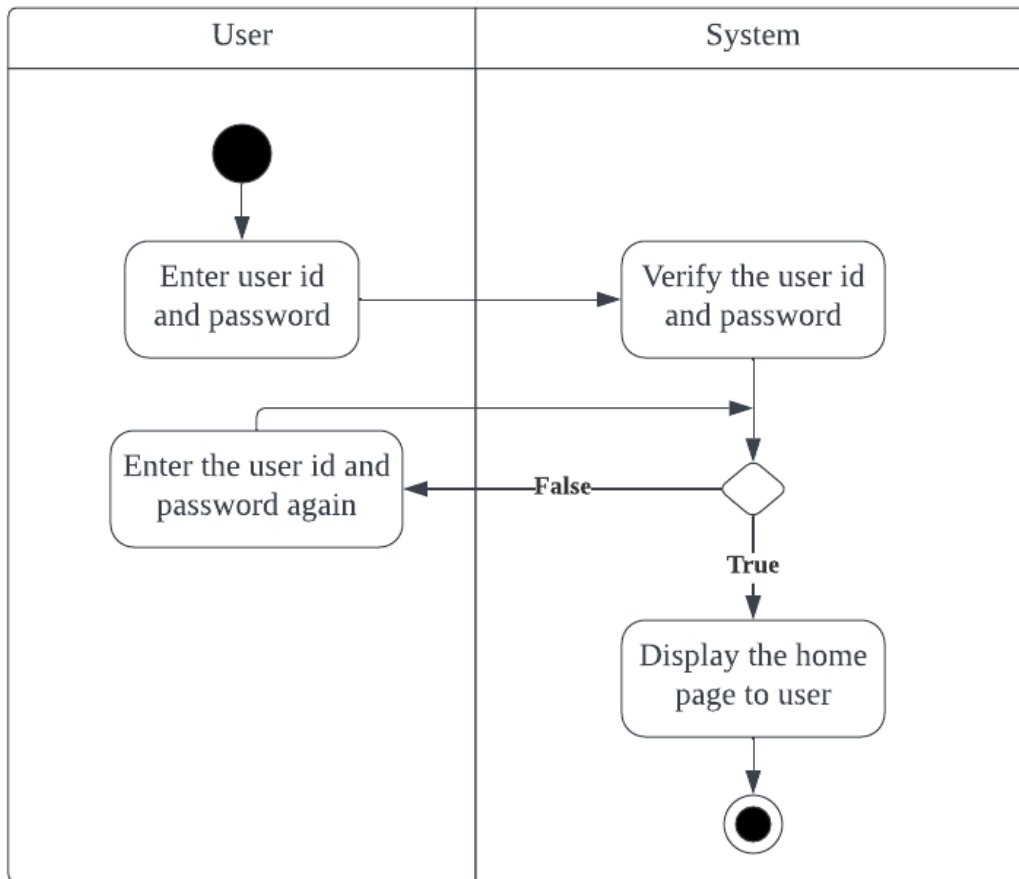 User
System
Enter user id
and password
Verify the user id
and password
Enter the user id and
password again
False
True
Display the home
page to user